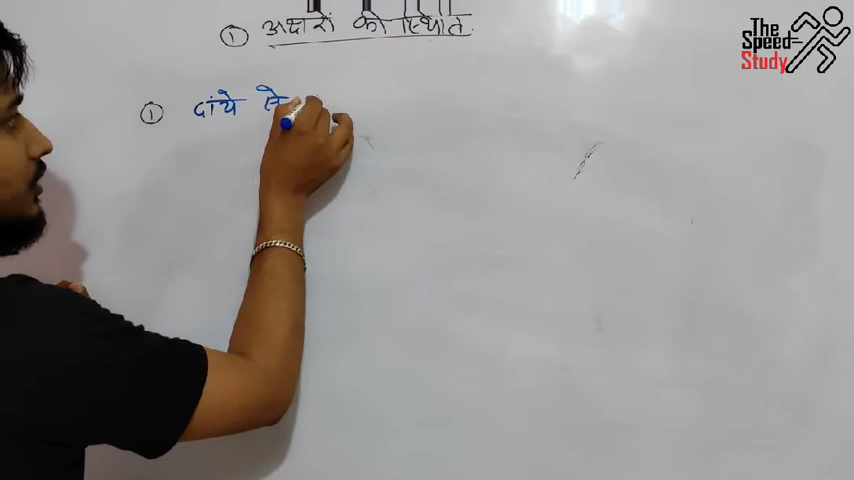 ① अक्षरों की स्थिति
① दांये से
The Speed Study